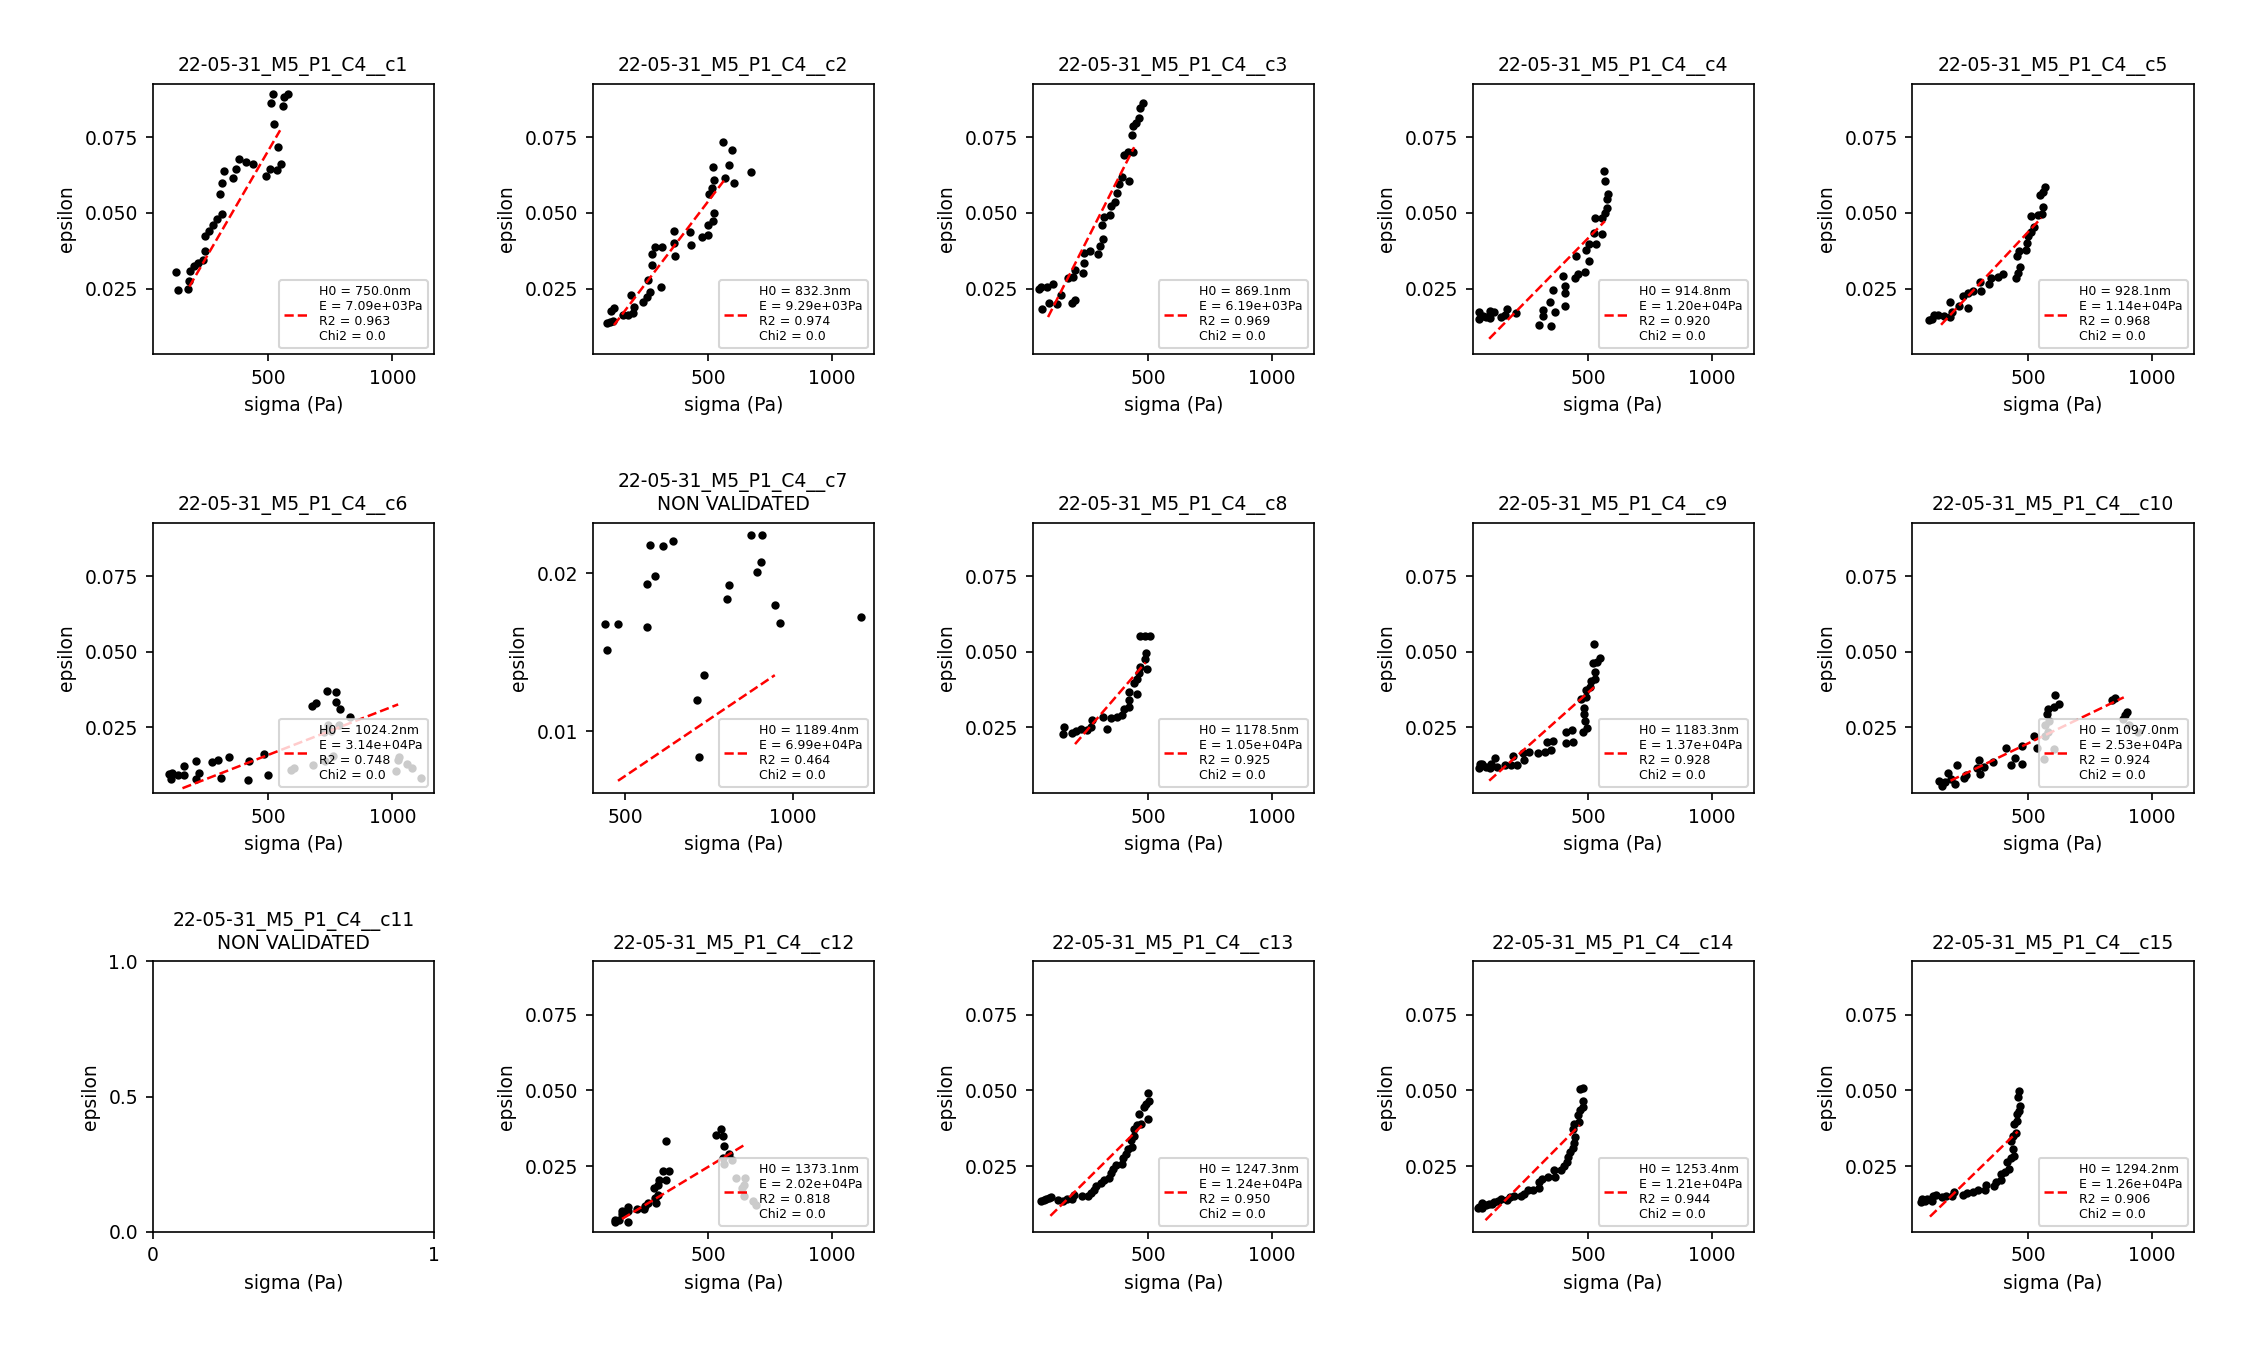 22-05-31_M5_P1_C4__c1
0.075
0.050
0.025
epsilon
H0 = 750.0nm
E = 7.09e+03Pa
R2 = 0.963
Chi2 = 0.0
500
1000
sigma (Pa)
22-05-31_M5_P1_C4__c2
0.075
0.050
0.025
epsilon
H0 = 832.3nm
E = 9.29e+03Pa
R2 = 0.974
Chi2 = 0.0
500
1000
sigma (Pa)
22-05-31_M5_P1_C4__c3
0.075
0.050
0.025
epsilon
H0 = 869.1nm
E = 6.19e+03Pa
R2 = 0.969
Chi2 = 0.0
500
1000
sigma (Pa)
22-05-31_M5_P1_C4__c4
0.075
0.050
0.025
epsilon
H0 = 914.8nm
E = 1.20e+04Pa
R2 = 0.920
Chi2 = 0.0
500
1000
sigma (Pa)
22-05-31_M5_P1_C4__c5
0.075
0.050
0.025
epsilon
H0 = 928.1nm
E = 1.14e+04Pa
R2 = 0.968
Chi2 = 0.0
500
1000
sigma (Pa)
22-05-31_M5_P1_C4__c6
0.075
0.050
0.025
epsilon
H0 = 1024.2nm
E = 3.14e+04Pa
R2 = 0.748
Chi2 = 0.0
500
1000
sigma (Pa)
22-05-31_M5_P1_C4__c7
NON VALIDATED
0.02
0.01
epsilon
H0 = 1189.4nm
E = 6.99e+04Pa
R2 = 0.464
Chi2 = 0.0
500
1000
sigma (Pa)
22-05-31_M5_P1_C4__c8
0.075
0.050
0.025
epsilon
H0 = 1178.5nm
E = 1.05e+04Pa
R2 = 0.925
Chi2 = 0.0
500
1000
sigma (Pa)
22-05-31_M5_P1_C4__c9
0.075
0.050
0.025
epsilon
H0 = 1183.3nm
E = 1.37e+04Pa
R2 = 0.928
Chi2 = 0.0
500
1000
sigma (Pa)
22-05-31_M5_P1_C4__c10
0.075
0.050
0.025
epsilon
H0 = 1097.0nm
E = 2.53e+04Pa
R2 = 0.924
Chi2 = 0.0
500
1000
sigma (Pa)
22-05-31_M5_P1_C4__c11
NON VALIDATED
1.0
0.5
0.0
epsilon
0
1
sigma (Pa)
22-05-31_M5_P1_C4__c12
0.075
0.050
0.025
epsilon
H0 = 1373.1nm
E = 2.02e+04Pa
R2 = 0.818
Chi2 = 0.0
500
1000
sigma (Pa)
22-05-31_M5_P1_C4__c13
0.075
0.050
0.025
epsilon
H0 = 1247.3nm
E = 1.24e+04Pa
R2 = 0.950
Chi2 = 0.0
500
1000
sigma (Pa)
22-05-31_M5_P1_C4__c14
0.075
0.050
0.025
epsilon
H0 = 1253.4nm
E = 1.21e+04Pa
R2 = 0.944
Chi2 = 0.0
500
1000
sigma (Pa)
22-05-31_M5_P1_C4__c15
0.075
0.050
0.025
epsilon
H0 = 1294.2nm
E = 1.26e+04Pa
R2 = 0.906
Chi2 = 0.0
500
1000
sigma (Pa)